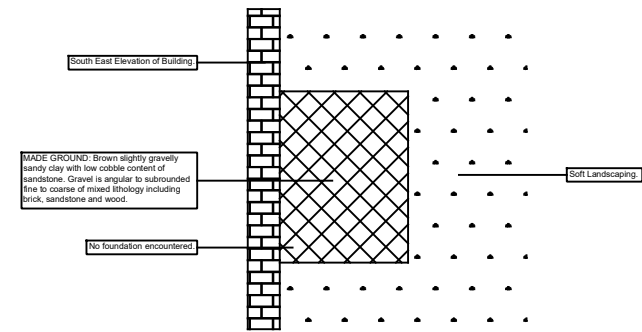 South East Elevation of Building.
MADE GROUND: Brown slightly gravelly
sandy clay with low cobble content of
sandstone. Gravel is angular to subrounded
fine to coarse of mixed lithology including
brick, sandstone and wood.
Soft Landscaping.
No foundation encountered.